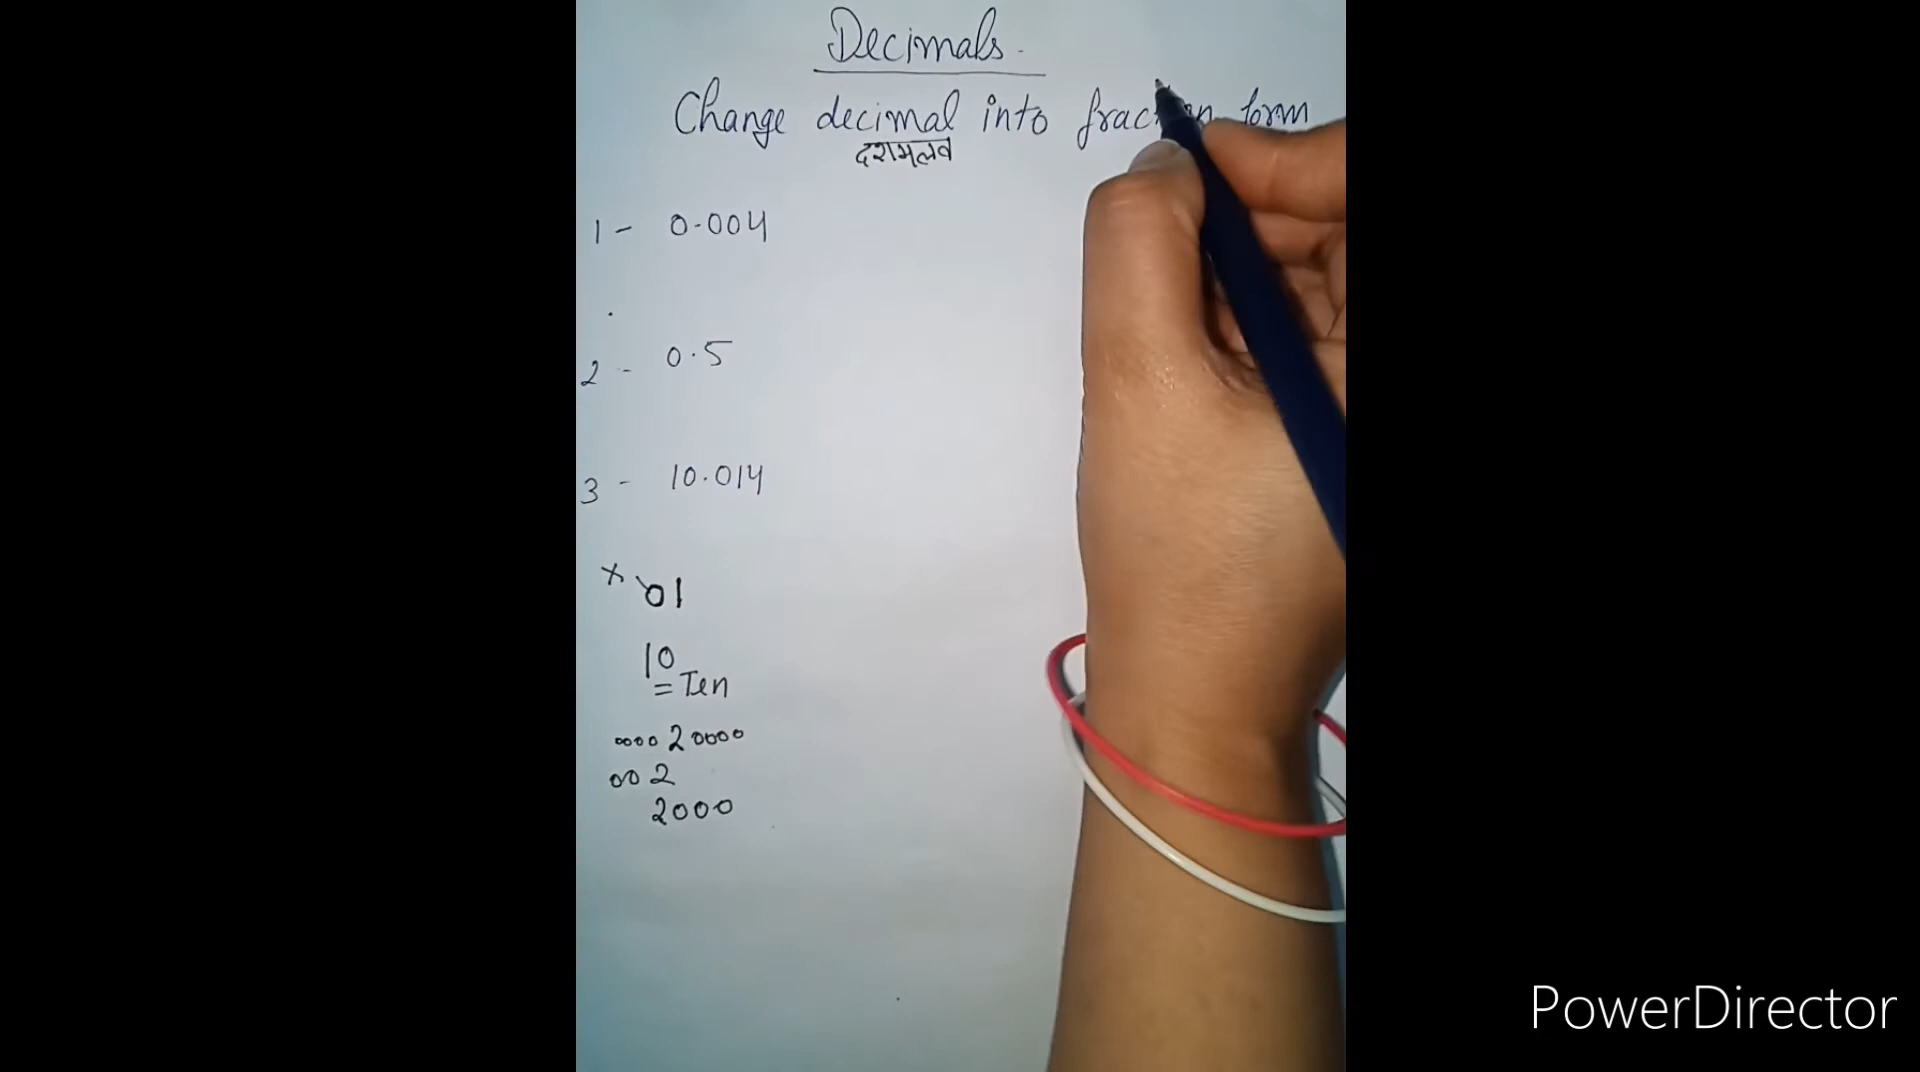 Decimals.
Change decimal into fraction form
दशमलव
1 - 0.004
2 - 0.5
3 - 10.014
x 01
10
= Ten
0000 2 0000
00 2
2000
PowerDirector